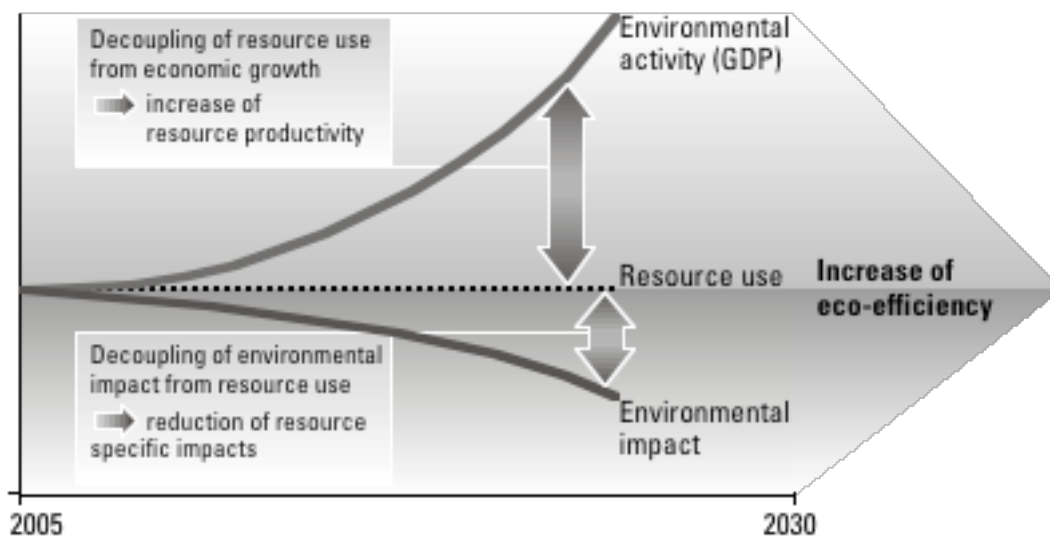 Decoupling of resource use
from economic growth
increase of
resource productivity
Environmental
activity (GDP)
Resource use
Increase of
eco-efficiency
Decoupling of environmental
impact from resource use
reduction of resource
specific impacts
Environmental
impact
2005
2030